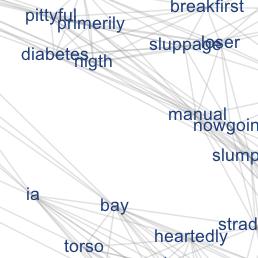 breakfirst
pittyful
primerily
sluppage
loser
diabetes
nigth
manual
nowgoin
slump
ia
bay
strad
heartedly
torso